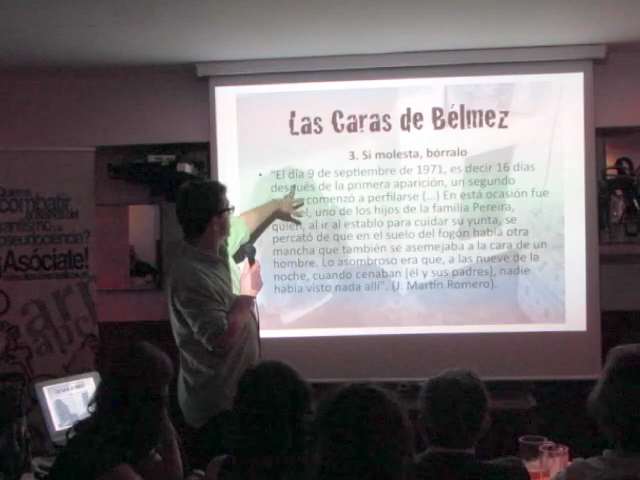 Las Caras de Bélmez
3. Si molesta, bórralo
• "El día 9 de septiembre de 1971, es decir 16 días
después de la primera aparición, un segundo
comenzó a perfilarse (...) En está ocasión fue
el, uno de los hijos de la familia Pereira,
quien, al ir al establo para cuidar su yunta, se
percató de que en el suelo del fogón había otra
mancha que también se asemejaba a la cara de un
hombre. Lo asombroso era que, a las nueve de la
noche, cuando cenaban [él y sus padres], nadie
había visto nada allí". (J. Martín Romero).
combatir
pseudociencia?
¡Asóciate!